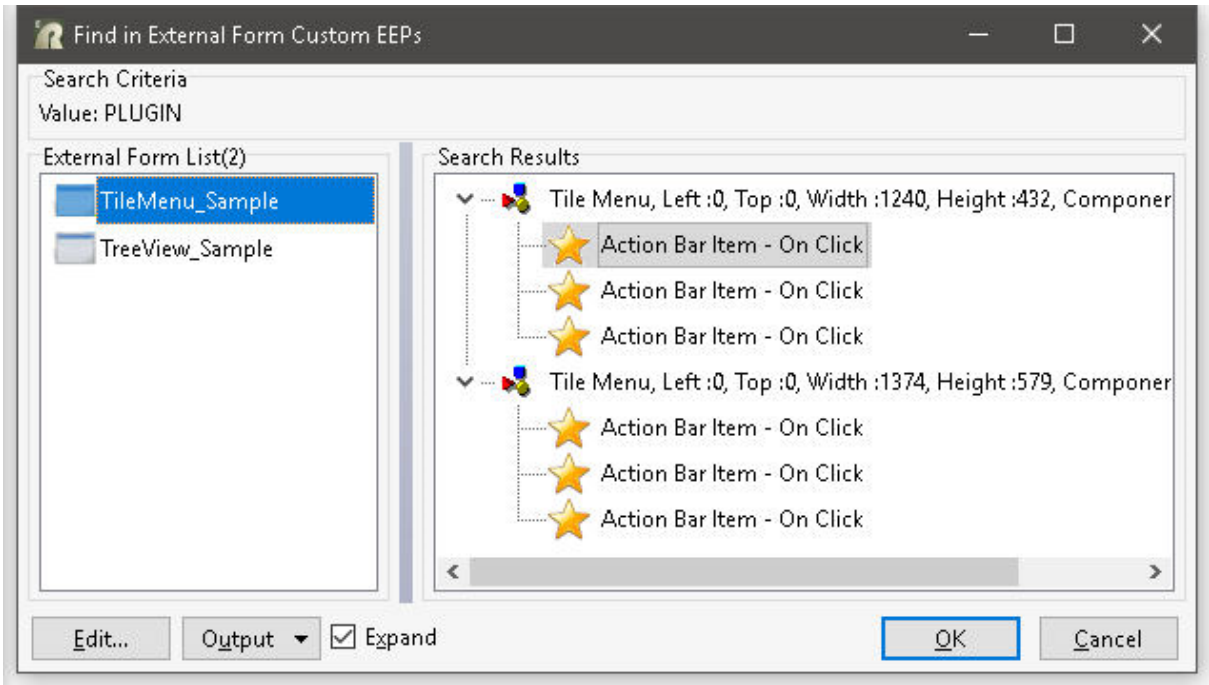 Find in External Form Custom EEPs
Search Criteria
Value: PLUGIN
External Form List(2)
TileMenu_Sample
TreeView_Sample
Search Results
Tile Menu, Left :0, Top :0, Width :1240, Height :432, Componer
Action Bar Item - On Click
Action Bar Item - On Click
Action Bar Item - On Click
Tile Menu, Left :0, Top :0, Width :1374, Height :579, Componer
Action Bar Item - On Click
Action Bar Item - On Click
Action Bar Item - On Click
Edit...
Output
Expand
OK
Cancel